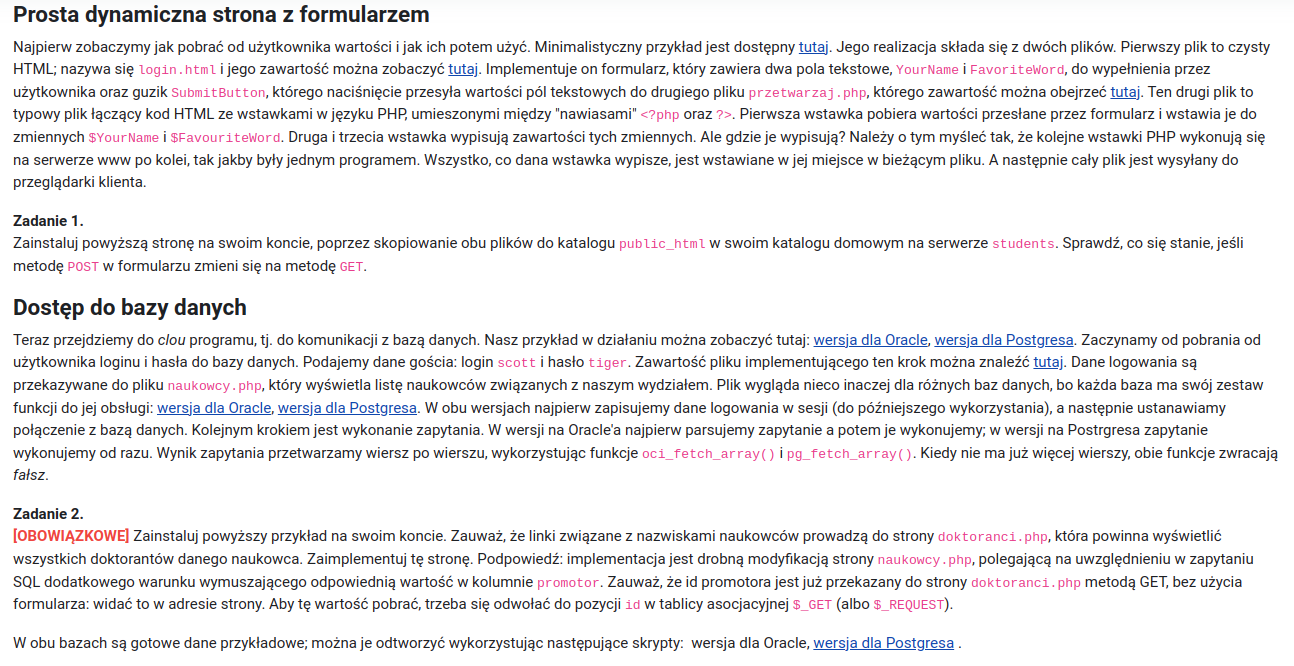 Prosta dynamiczna strona z formularzem
Najpierw zobaczymy jak pobrać od użytkownika wartości i jak ich potem użyć. Minimalistyczny przykład jest dostępny tutaj. Jego realizacja składa się z dwóch plików. Pierwszy plik to czysty
HTML; nazywa się login.html i jego zawartość można zobaczyć tutaj. Implementuje on formularz, który zawiera dwa pola tekstowe, YourName i FavoriteWord, do wypełnienia przez
użytkownika oraz guzik SubmitButton, którego naciśnięcie przesyła wartości pól tekstowych do drugiego pliku przetwarzaj.php, którego zawartość można obejrzeć tutaj. Ten drugi plik to
typowy plik łączący kod HTML ze wstawkami w języku PHP, umieszonymi między "nawiasami" <?php oraz ?>. Pierwsza wstawka pobiera wartości przesłane przez formularz i wstawia je do
zmiennych $YourName i $FavouriteWord. Druga i trzecia wstawka wypisują zawartości tych zmiennych. Ale gdzie je wypisują? Należy o tym myśleć tak, że kolejne wstawki PHP wykonują się
na serwerze www po kolei, tak jakby były jednym programem. Wszystko, co dana wstawka wypisze, jest wstawiane w jej miejsce w bieżącym pliku. A następnie cały plik jest wysyłany do
przeglądarki klienta.
Zadanie 1.
Zainstaluj powyższą stronę na swoim koncie, poprzez skopiowanie obu plików do katalogu public_html w swoim katalogu domowym na serwerze students. Sprawdź, co się stanie, jeśli
metodę POST w formularzu zmieni się na metodę GET.
Dostęp do bazy danych
Teraz przejdziemy do clou programu, tj. do komunikacji z bazą danych. Nasz przykład w działaniu można zobaczyć tutaj: wersja dla Oracle, wersja dla Postgresa. Zaczynamy od pobrania od
użytkownika loginu i hasła do bazy danych. Podajemy dane gościa: login scott i hasło tiger. Zawartość pliku implementującego ten krok można znaleźć tutaj. Dane logowania są
przekazywane do pliku naukowcy.php, który wyświetla listę naukowców związanych z naszym wydziałem. Plik wygląda nieco inaczej dla różnych baz danych, bo każda baza ma swój zestaw
funkcji do jej obsługi: wersja dla Oracle, wersja dla Postgresa. W obu wersjach najpierw zapisujemy dane logowania w sesji (do późniejszego wykorzystania), a następnie ustanawiamy
połączenie z bazą danych. Kolejnym krokiem jest wykonanie zapytania. W wersji na Oracle'a najpierw parsujemy zapytanie a potem je wykonujemy; w wersji na Postrgresa zapytanie
wykonujemy od razu. Wynik zapytania przetwarzamy wiersz po wierszu, wykorzystując funkcje oci_fetch_array() i pg_fetch_array(). Kiedy nie ma już więcej wierszy, obie funkcje zwracają
fałsz.
Zadanie 2.
[OBOWIĄZKOWE] Zainstaluj powyższy przykład na swoim koncie. Zauważ, że linki związane z nazwiskami naukowców prowadzą do strony doktoranci.php, która powinna wyświetlić
wszystkich doktorantów danego naukowca. Zaimplementuj tę stronę. Podpowiedź: implementacja jest drobną modyfikacją strony naukowcy.php, polegającą na uwzględnieniu w zapytaniu
SQL dodatkowego warunku wymuszającego odpowiednią wartość w kolumnie promotor. Zauważ, że id promotora jest już przekazany do strony doktoranci.php metodą GET, bez użycia
formularza: widać to w adresie strony. Aby tę wartość pobrać, trzeba się odwołać do pozycji id w tablicy asocjacyjnej $_GET (albo $_REQUEST).
W obu bazach są gotowe dane przykładowe; można je odtworzyć wykorzystując następujące skrypty: wersja dla Oracle, wersja dla Postgresa .